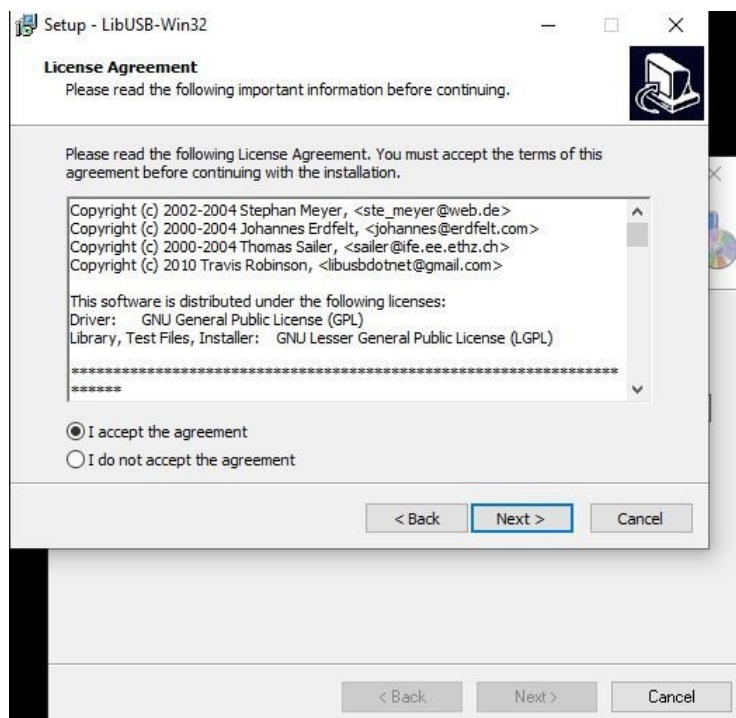 Setup - LibUSB-Win32
License Agreement
Please read the following important information before continuing.
Please read the following License Agreement. You must accept the terms of this
agreement before continuing with the installation.
Copyright (c) 2002-2004 Stephan Meyer, <ste_meyer@web.de>
Copyright (c) 2000-2004 Johannes Erdfelt, <johannes@erdfelt.com>
Copyright (c) 2000-2004 Thomas Sailer, <sailer@ife.ee.ethz.ch>
Copyright (c) 2010 Travis Robinson, <libusbdotnet@gmail.com>
This software is distributed under the following licenses:
Driver: GNU General Public License (GPL)
Library, Test Files, Installer: GNU Lesser General Public License (LGPL)
*********************************************************************
******
I accept the agreement
I do not accept the agreement
< Back Next > Cancel
< Back Next > Cancel